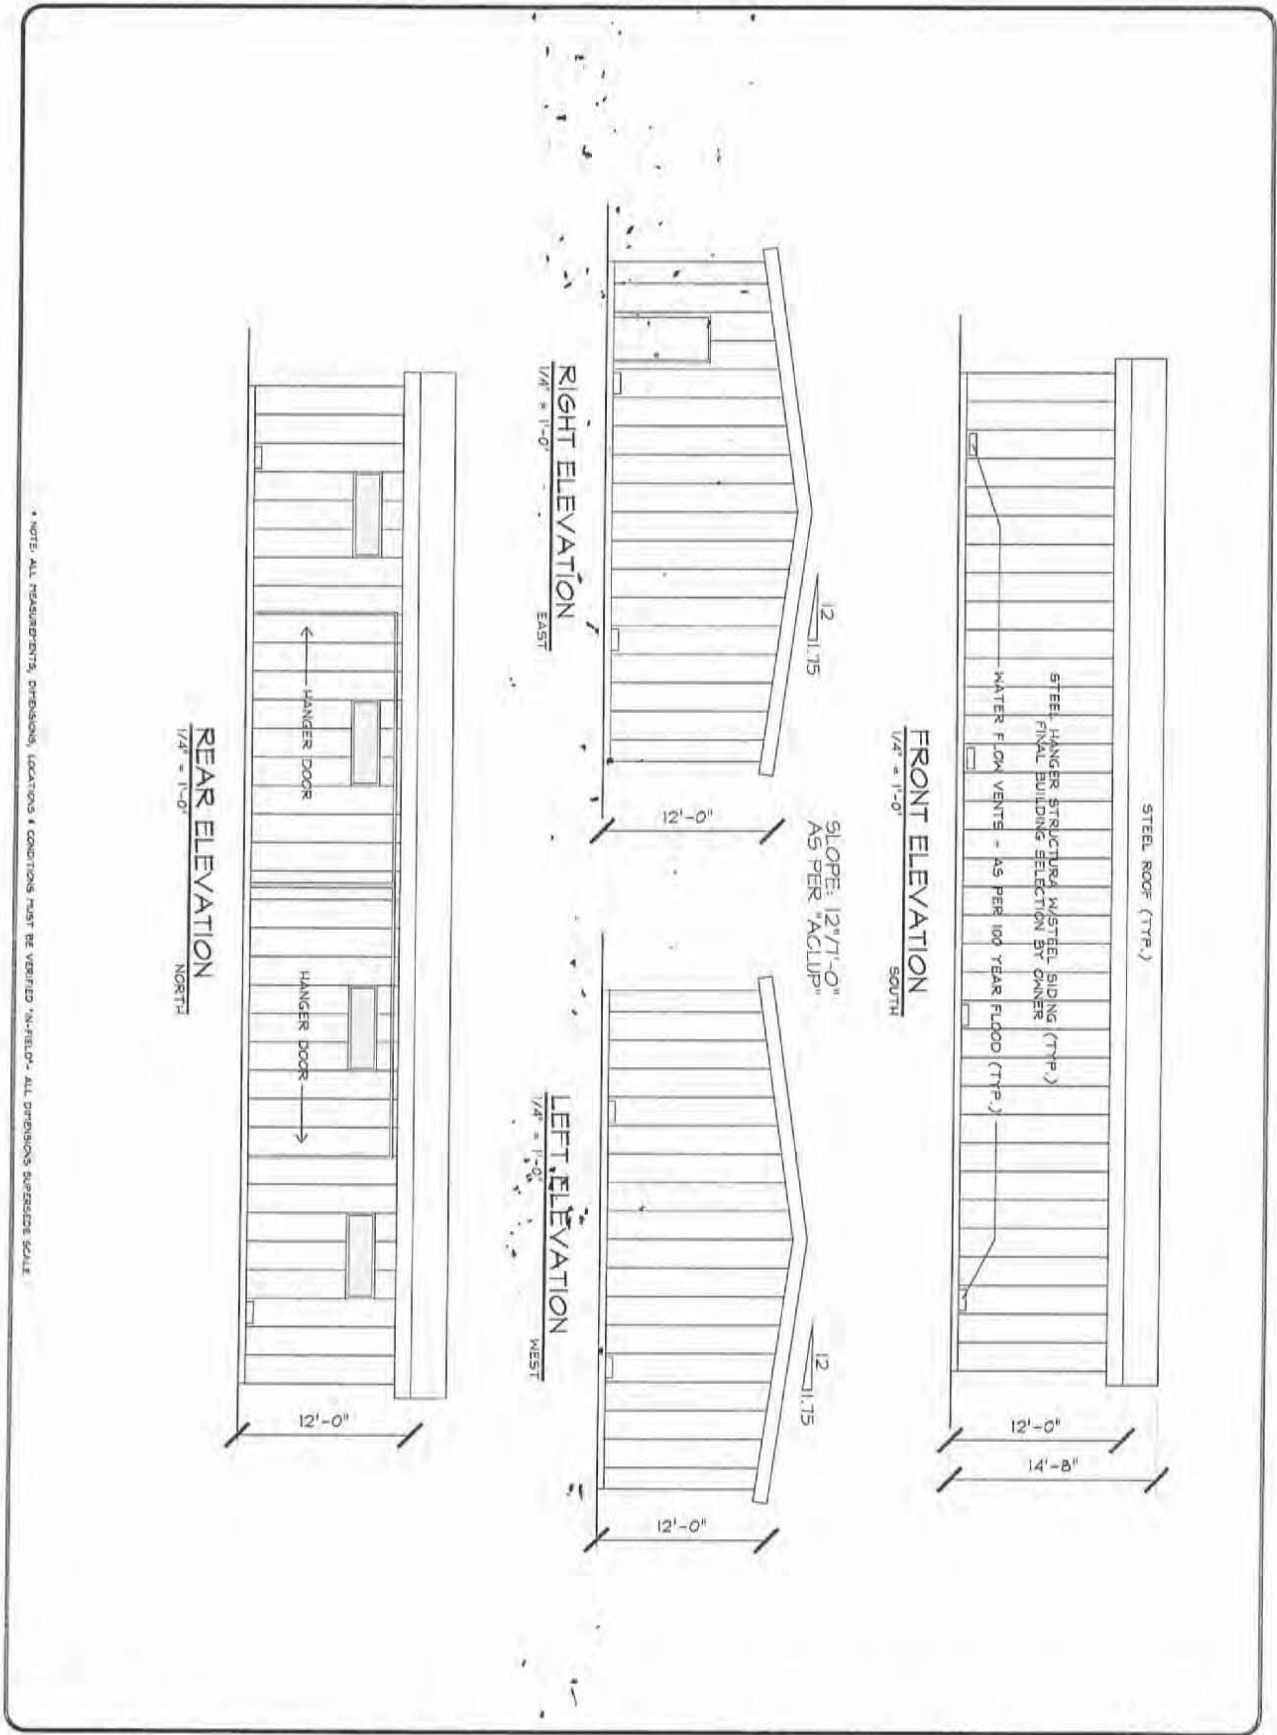 STEEL ROOF (TYP.)
STEEL HANGER STRUCTURA W/STEEL SIDING (TYP.)
FINAL BUILDING SELECTION BY OWNER
WATER FLOW VENTS - AS PER 100 YEAR FLOOD (TYP.)
12'-0"
14'-8"
FRONT ELEVATION
1/4" = 1'-0"
SOUTH
12
1.75
SLOPE: 12"/7'-0"
AS PER "ACLUP"
12
1.75
12'-0"
12'-0"
RIGHT ELEVATION
1/4" = 1'-0"
EAST
LEFT ELEVATION
1/4" = 1'-0"
WEST
HANGER DOOR
HANGER DOOR
12'-0"
REAR ELEVATION
1/4" = 1'-0"
NORTH
* NOTE: ALL MEASUREMENTS, DIMENSIONS, LOCATIONS & CONDITIONS MUST BE VERIFIED "IN-FIELD"- ALL DIMENSIONS SUPERSEDE SCALE